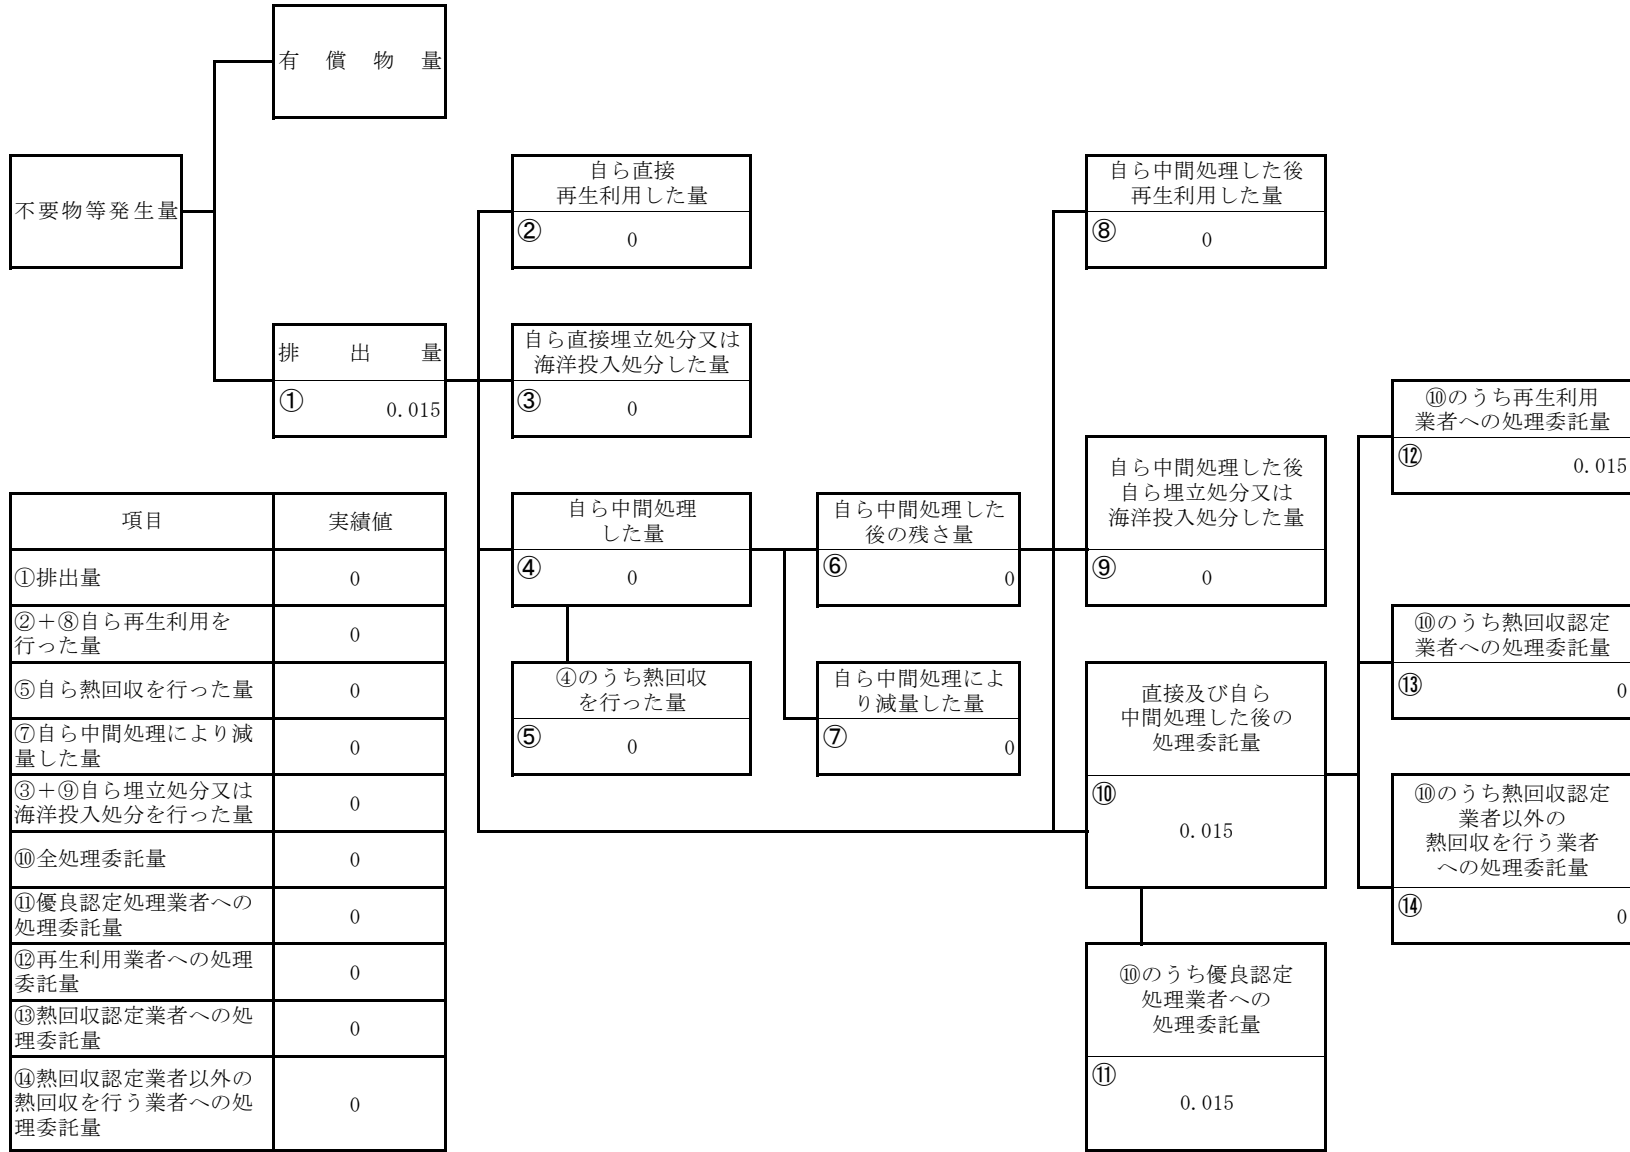 有償物量
不要物等発生量
排出量
① 0.015
自ら直接
再生利用した量
② 0
自ら直接埋立処分又は
海洋投入処分した量
③ 0
自ら中間処理
した量
④ 0
④のうち熱回収
を行った量
⑤ 0
自ら中間処理した
後の残さ量
⑥ 0
自ら中間処理によ
り減量した量
⑦ 0
自ら中間処理した後
再生利用した量
⑧ 0
自ら中間処理した後
自ら埋立処分又は
海洋投入処分した量
⑨ 0
直接及び自ら
中間処理した後の
処理委託量
⑩
0.015
⑩のうち優良認定
処理業者への
処理委託量
⑪
0.015
⑩のうち再生利用
業者への処理委託量
⑫ 0.015
⑩のうち熱回収認定
業者への処理委託量
⑬ 0
⑩のうち熱回収認定
業者以外の
熱回収を行う業者
への処理委託量
⑭ 0
項目 実績値
①排出量 0
②＋⑧自ら再生利用を
行った量 0
⑤自ら熱回収を行った量 0
⑦自ら中間処理により減
量した量 0
③＋⑨自ら埋立処分又は
海洋投入処分を行った量 0
⑩全処理委託量 0
⑪優良認定処理業者への
処理委託量 0
⑫再生利用業者への処理
委託量 0
⑬熱回収認定業者への処
理委託量 0
⑭熱回収認定業者以外の
熱回収を行う業者への処
理委託量 0